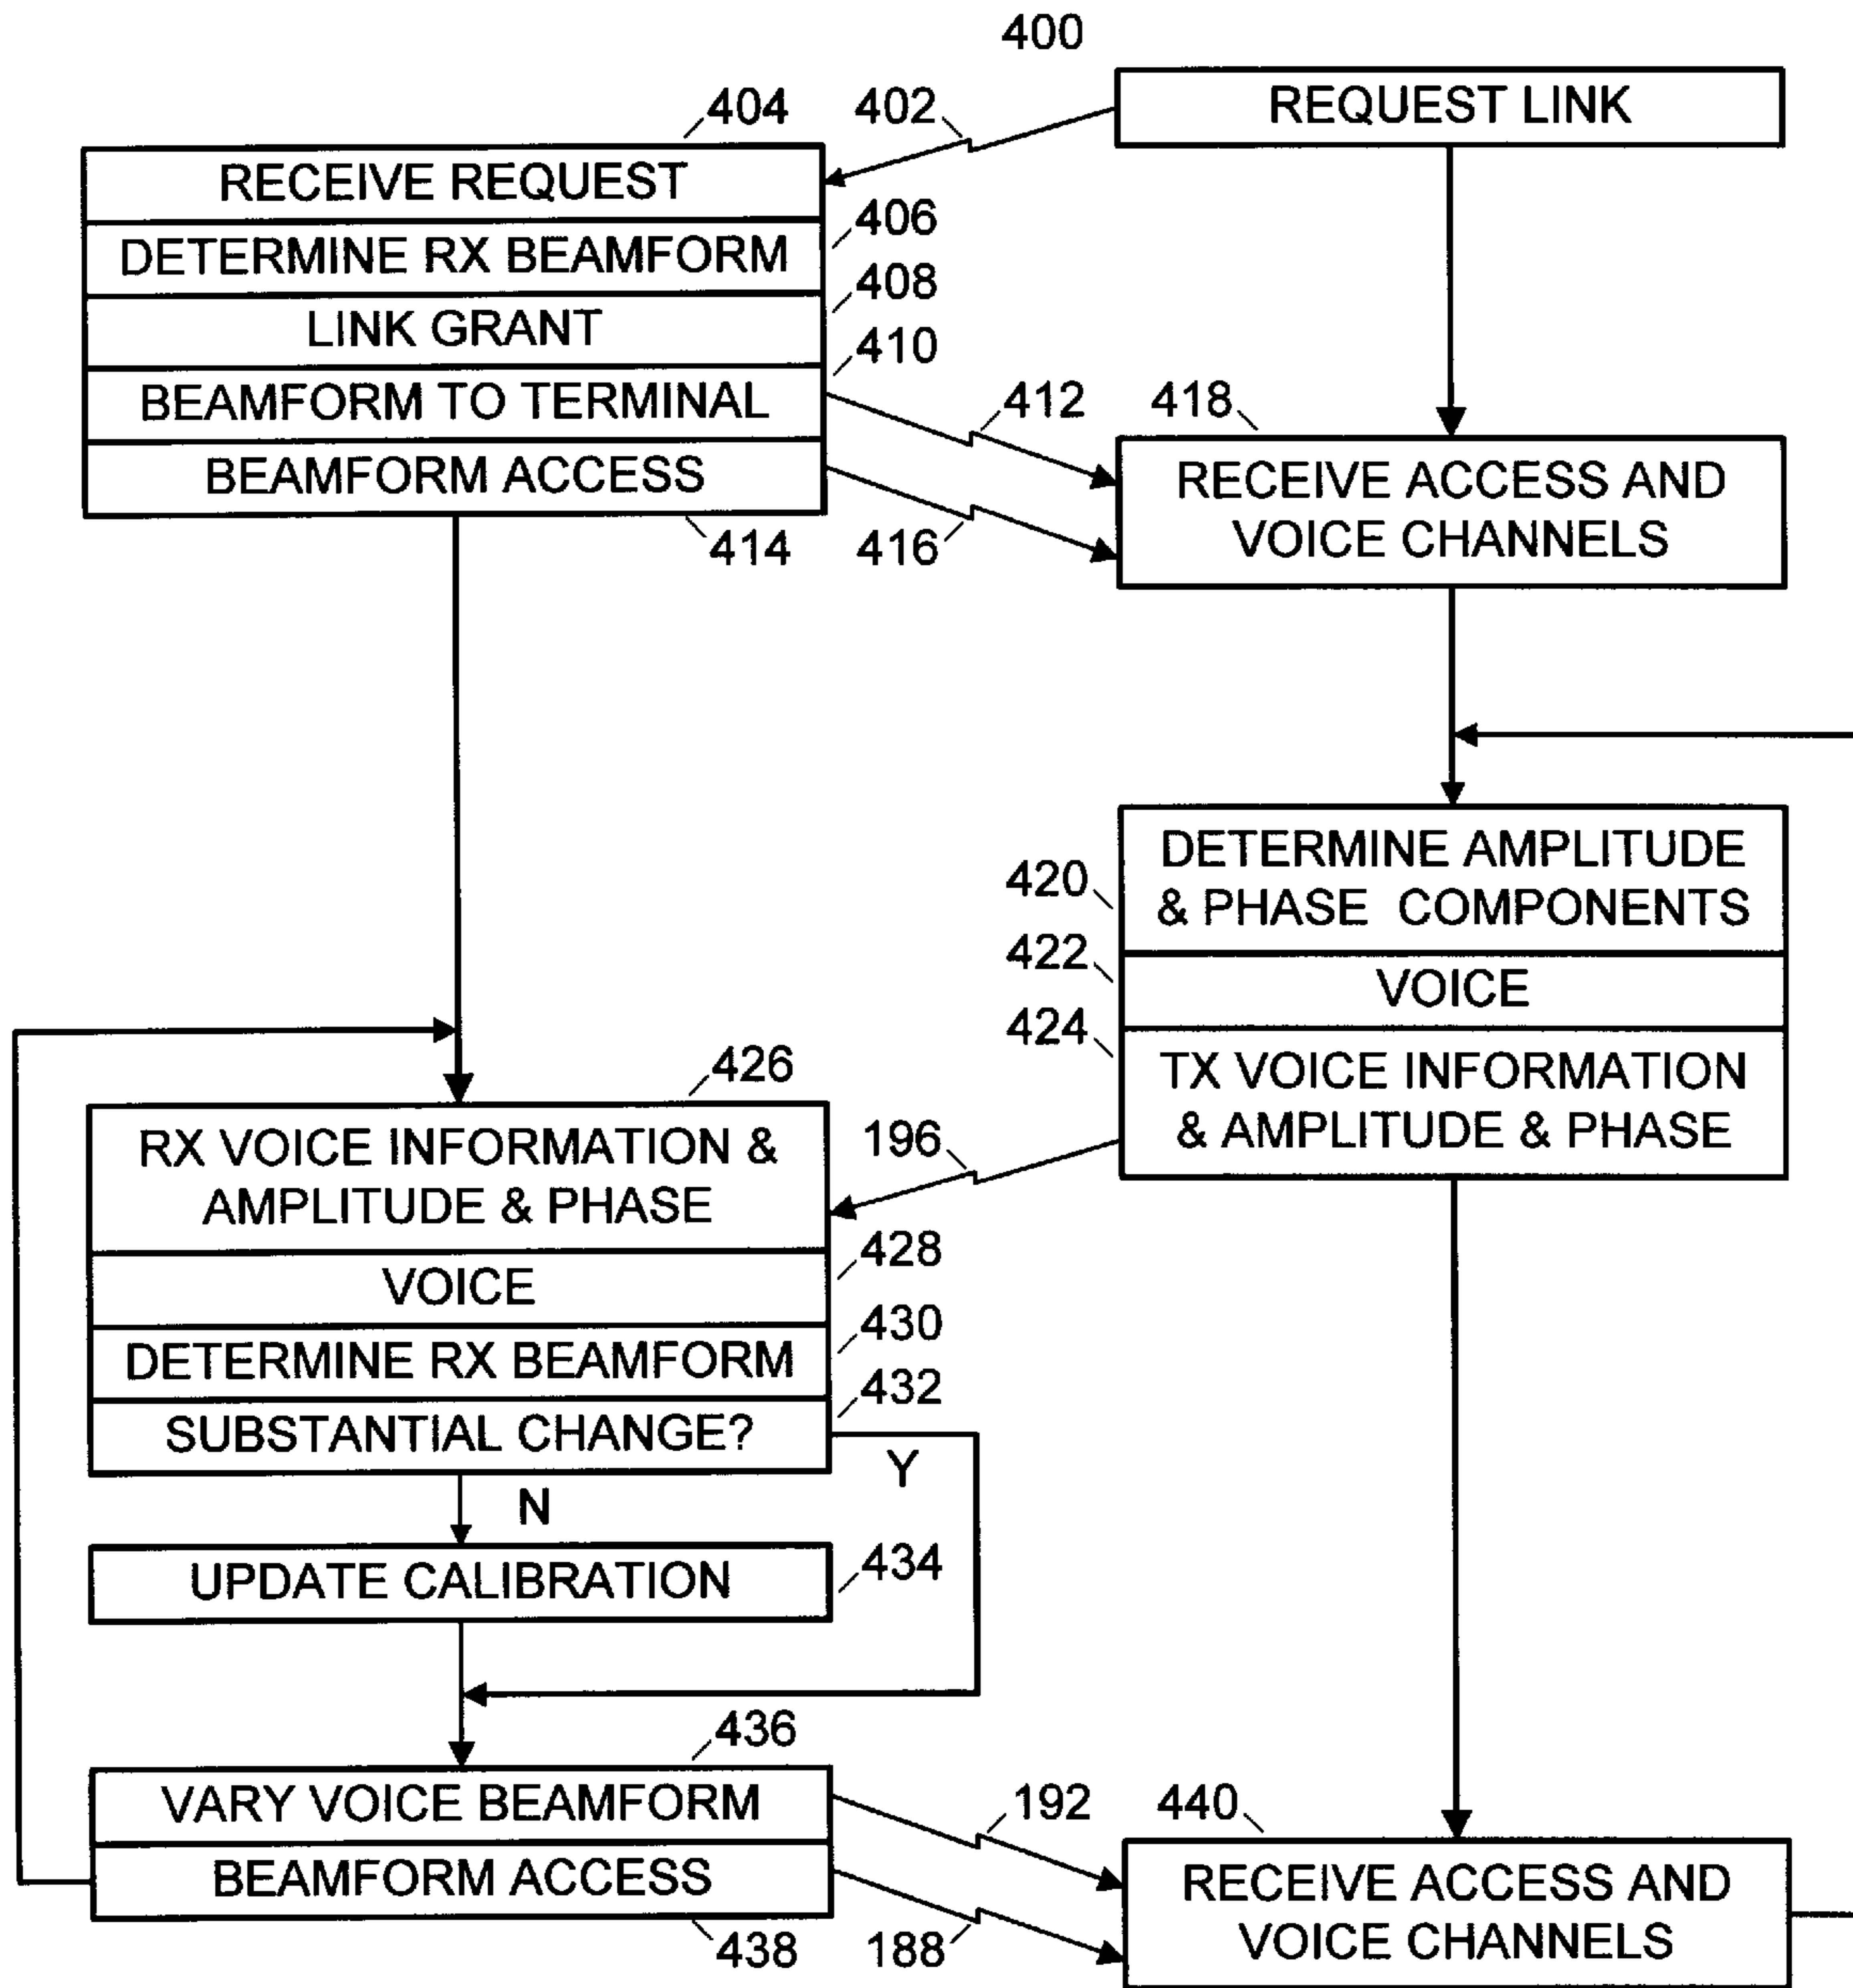 400
REQUEST LINK
402
404
RECEIVE REQUEST
406
DETERMINE RX BEAMFORM
408
LINK GRANT
410
BEAMFORM TO TERMINAL
412
418
BEAMFORM ACCESS
414
416
RECEIVE ACCESS AND
VOICE CHANNELS
DETERMINE AMPLITUDE
& PHASE COMPONENTS
420
422
VOICE
424
TX VOICE INFORMATION
& AMPLITUDE & PHASE
426
196
RX VOICE INFORMATION &
AMPLITUDE & PHASE
428
VOICE
430
DETERMINE RX BEAMFORM
432
SUBSTANTIAL CHANGE?
Y
N
UPDATE CALIBRATION
434
436
VARY VOICE BEAMFORM
192
440
BEAMFORM ACCESS
438
188
RECEIVE ACCESS AND
VOICE CHANNELS